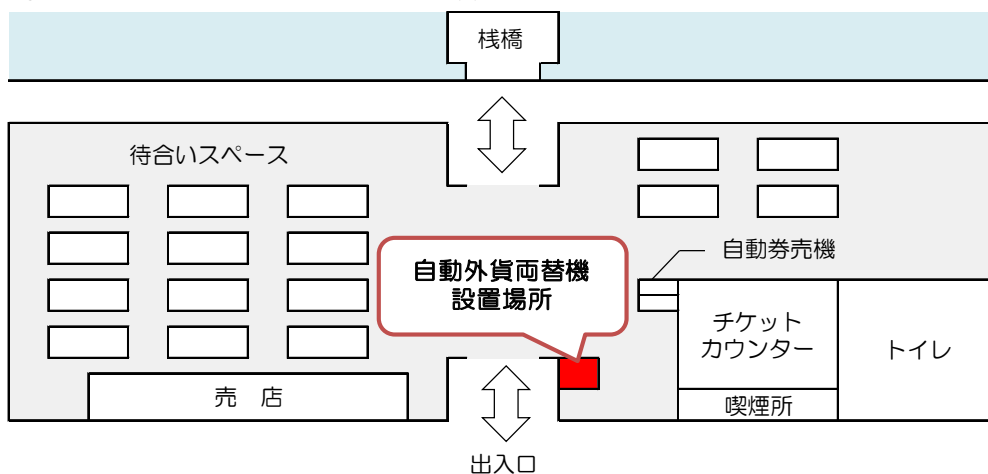 桟橋
待合いスペース
自動券売機
自動外貨両替機
設置場所
チケット
カウンター
トイレ
売 店
喫煙所
出入口